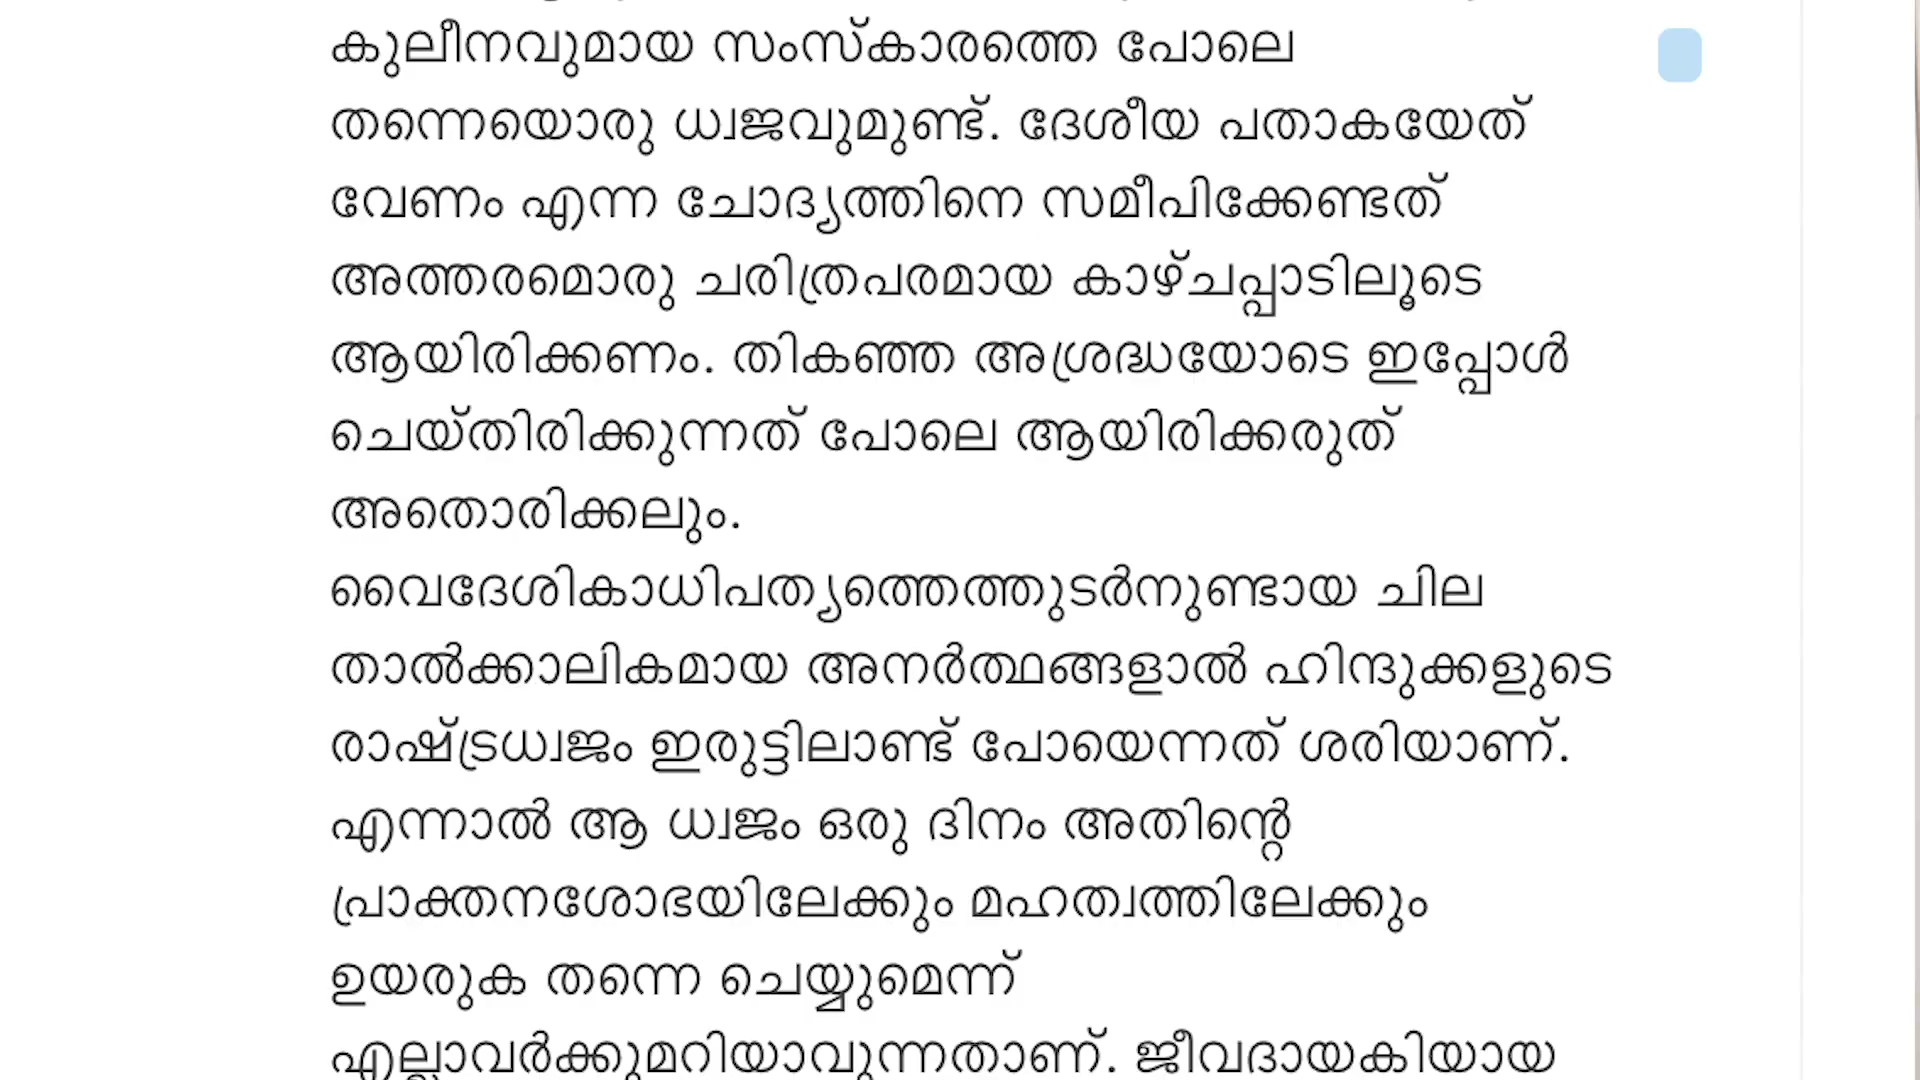 കുലീനവുമായ സംസ്കാരത്തെ പോലെ
തന്നെയൊരു ധ്വജവുമുണ്ട്. ദേശീയ പതാകയേത്
വേണം എന്ന ചോദ്യത്തിനെ സമീപിക്കേണ്ടത്
അത്തരമൊരു ചരിത്രപരമായ കാഴ്ചപ്പാടിലൂടെ
ആയിരിക്കണം. തികഞ്ഞ അശ്രദ്ധയോടെ ഇപ്പോൾ
ചെയ്തിരിക്കുന്നത് പോലെ ആയിരിക്കരുത്
അതൊരിക്കലും.
വൈദേശികാധിപത്യത്തെത്തുടർനുണ്ടായ ചില
താൽക്കാലികമായ അനർത്ഥങ്ങളാൽ ഹിന്ദുക്കളുടെ
രാഷ്ട്രധ്വജം ഇരുട്ടിലാണ്ട് പോയെന്നത് ശരിയാണ്.
എന്നാൽ ആ ധ്വജം ഒരു ദിനം അതിന്റെ
പ്രാക്തനശോഭയിലേക്കും മഹത്വത്തിലേക്കും
ഉയരുക തന്നെ ചെയ്യുമെന്ന്
എല്ലാവർക്കുമറിയാവുന്നതാണ്. ജീവദായകിയായ